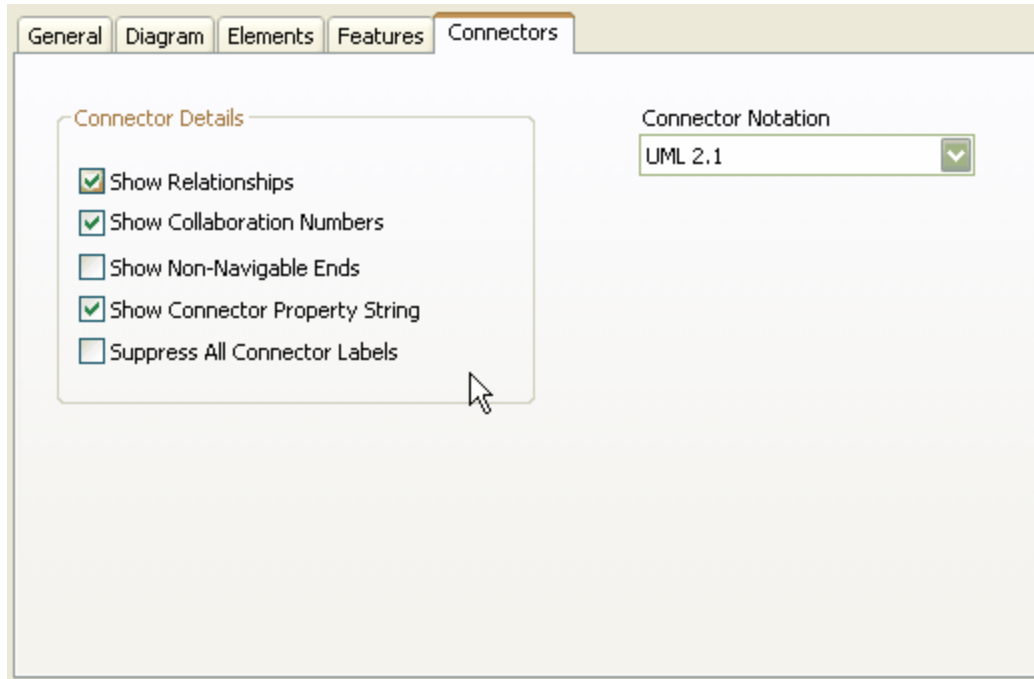 General Diagram Elements Features Connectors
Connector Details
Show Relationships
Show Collaboration Numbers
Show Non-Navigable Ends
Show Connector Property String
Suppress All Connector Labels
Connector Notation
UML 2.1